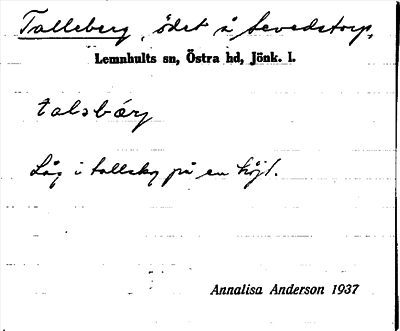 Talleberg, ödet å Sevedstorp,
Lemnhults sn, Östra hd, Jönk. l.
talsbärj
Låg i tallskog på en höjd.
Annalisa Anderson 1937